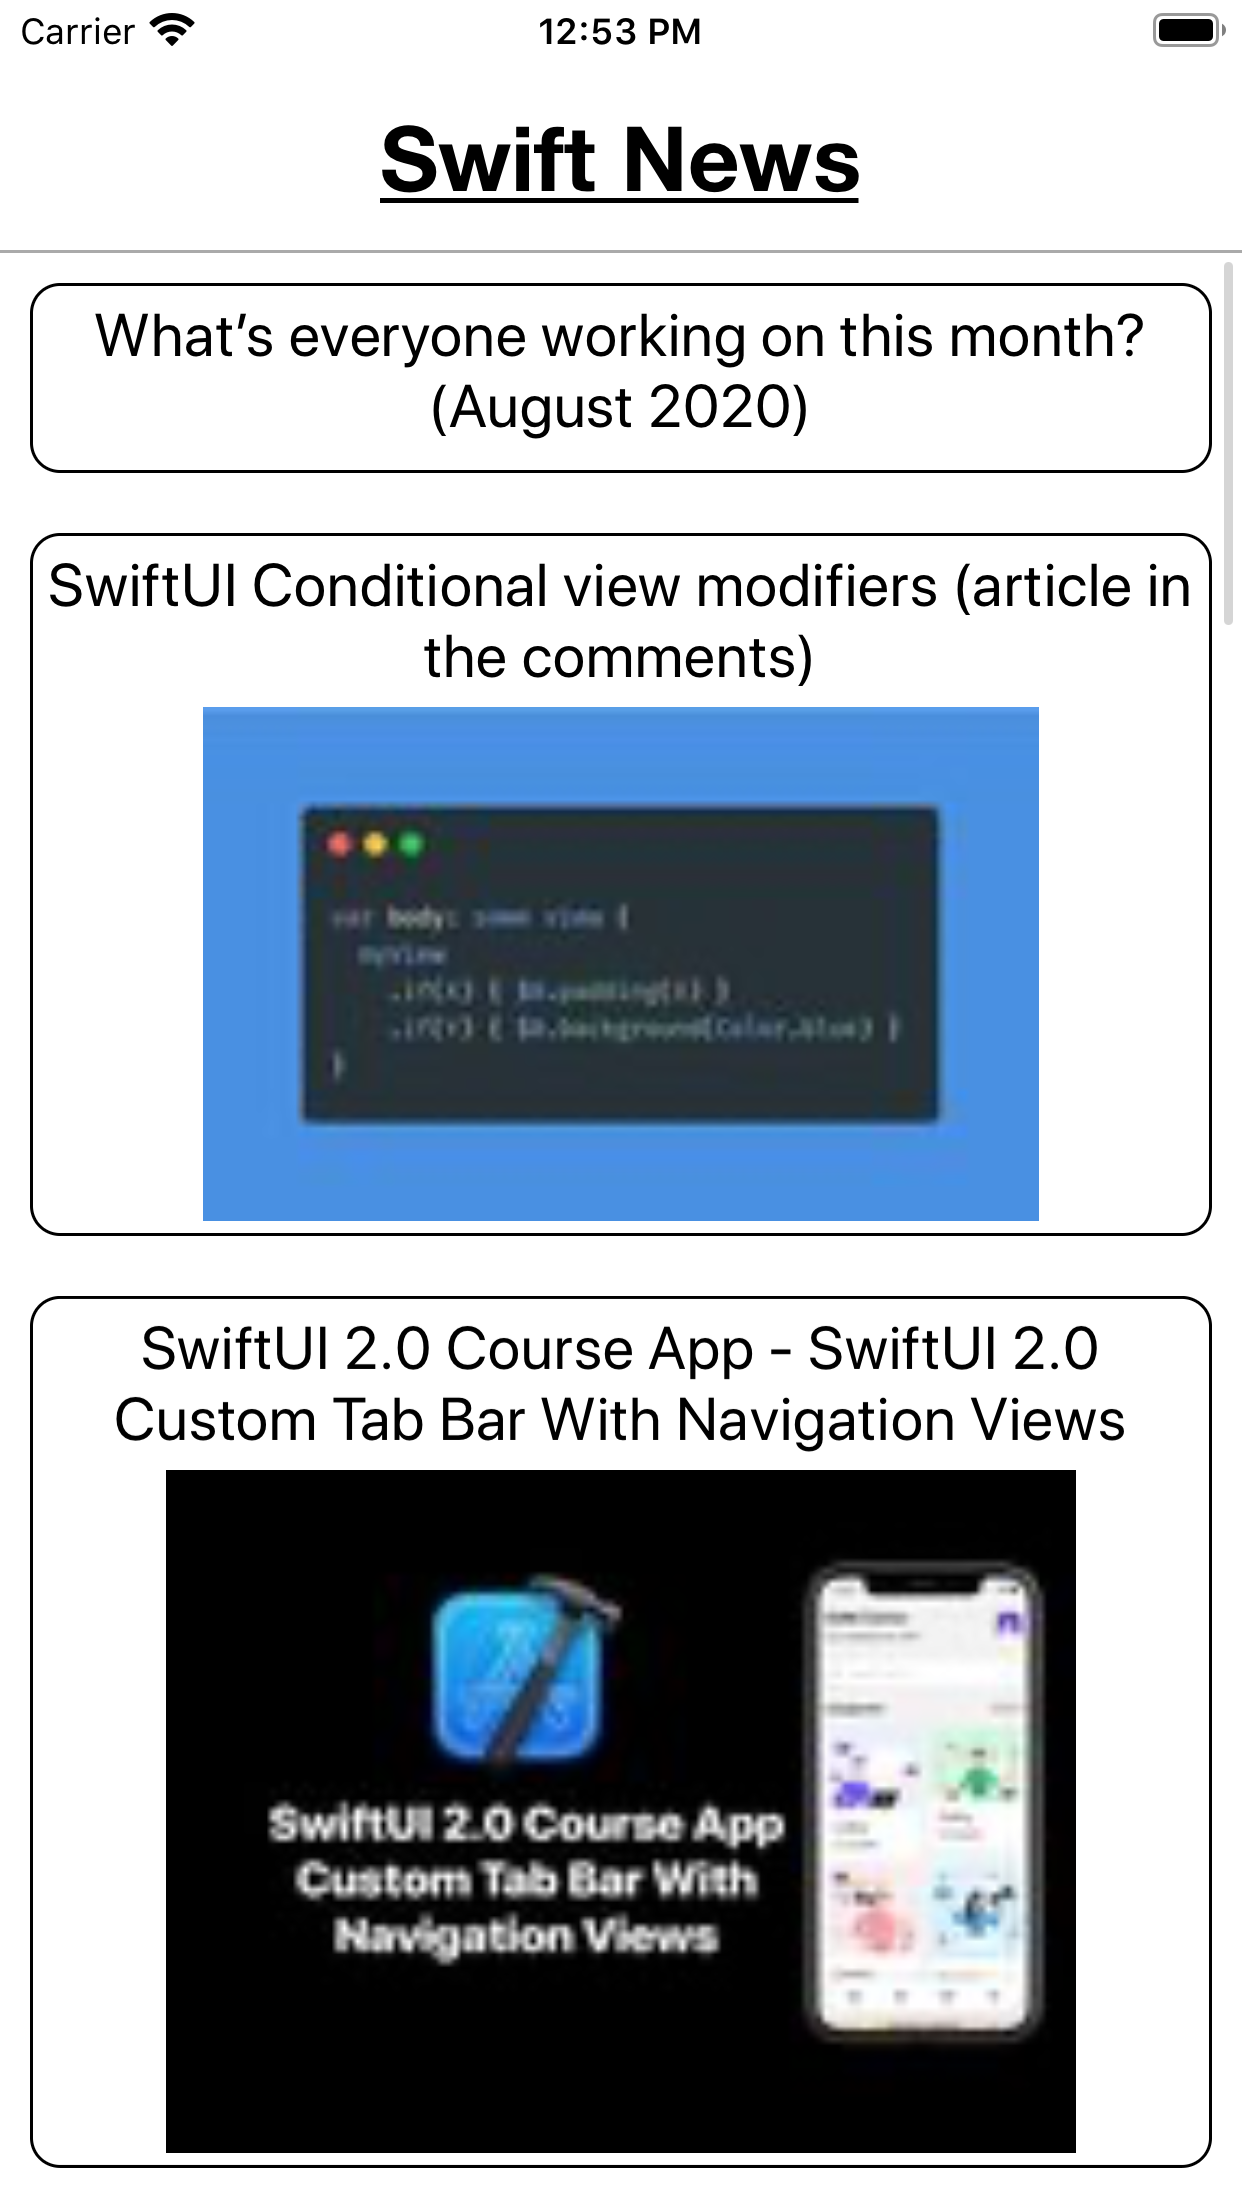 Carrier
12:53 PM
Swift News
What’s everyone working on this month?
(August 2020)
SwiftUI Conditional view modifiers (article in
the comments)
var body: some view {
myView
.if(X) { $0.padding(8) }
.if(Y) { $0.background(Color.blue) }
}
SwiftUI 2.0 Course App - SwiftUI 2.0
Custom Tab Bar With Navigation Views
SwiftUI 2.0 Course App
Custom Tab Bar With
Navigation Views